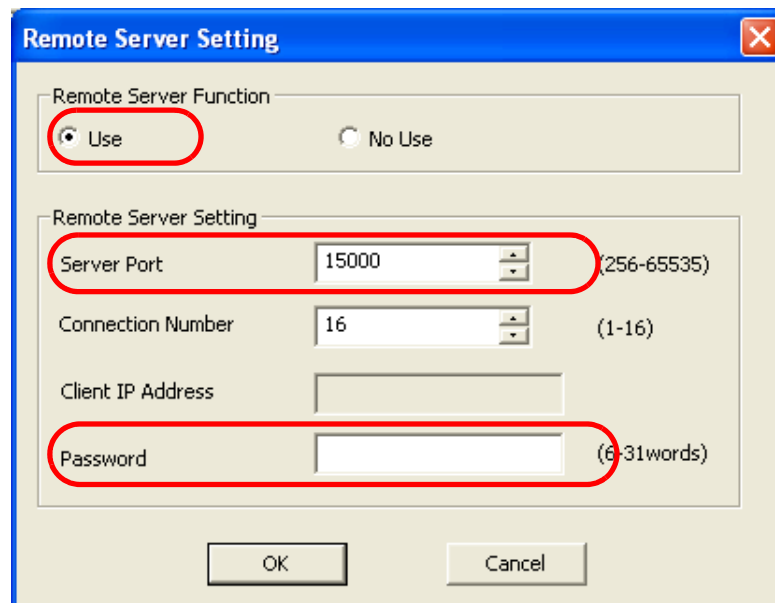 Remote Server Setting
Remote Server Function
Use No Use
Remote Server Setting
Server Port 15000 (256-65535)
Connection Number 16 (1-16)
Client IP Address
Password (6-31words)
OK Cancel